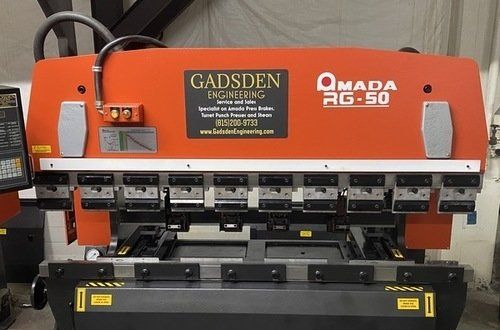 GADSDEN
ENGINEERING
Service and Sales
Specialist on Amada Press Brakes,
Turret Punch Presses and Shears
(815)200-9733
www.GadsdenEngineering.com
AMADA
RG-50